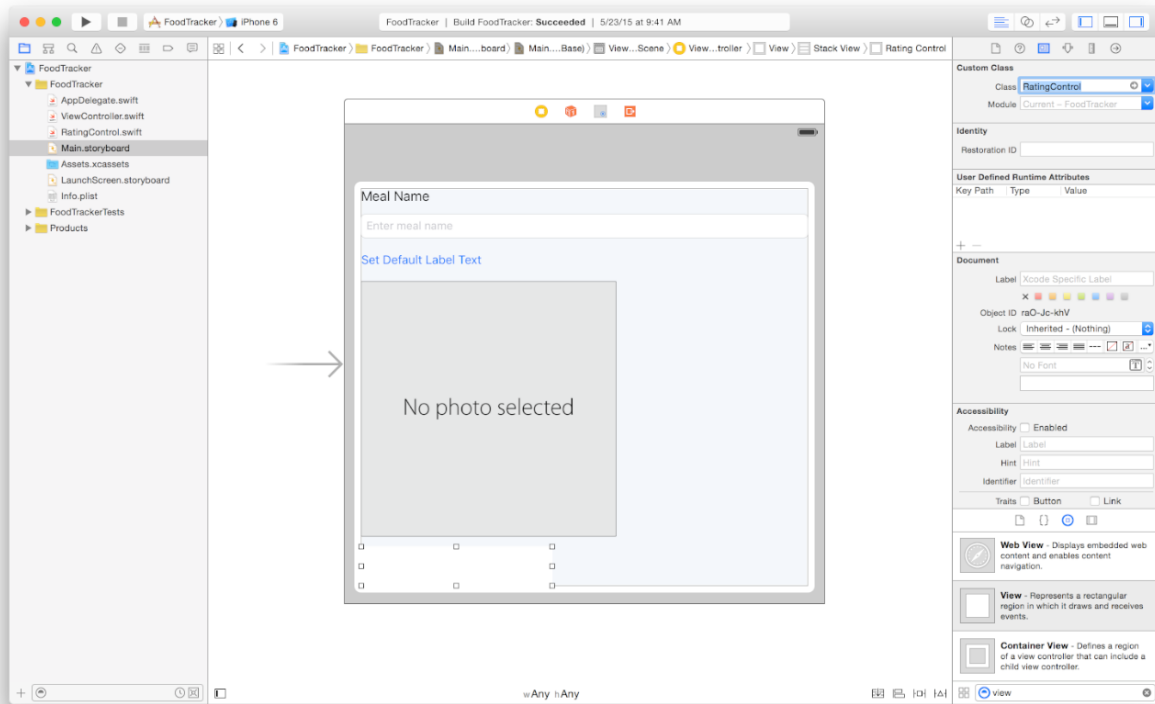 FoodTracker iPhone 6
FoodTracker | Build FoodTracker: Succeeded | 5/23/15 at 9:41 AM
FoodTracker FoodTracker Main....board Main....Base) View...Scene View...troller View Stack View Rating Control
FoodTracker
FoodTracker
AppDelegate.swift
ViewController.swift
RatingControl.swift
Main.storyboard
Assets.xcassets
LaunchScreen.storyboard
Info.plist
FoodTrackerTests
Products
Meal Name
Enter meal name
Set Default Label Text
No photo selected
wAny hAny
Custom Class
Class RatingControl
Module Current – FoodTracker
Identity
Restoration ID
User Defined Runtime Attributes
Key Path Type Value
Document
Label Xcode Specific Label
Object ID raO-Jc-khV
Lock Inherited - (Nothing)
Notes
No Font
Accessibility
Accessibility Enabled
Label Label
Hint Hint
Identifier Identifier
Traits Button Link
Web View - Displays embedded web
content and enables content
navigation.
View - Represents a rectangular
region in which it draws and receives
events.
Container View - Defines a region
of a view controller that can include a
child view controller.
view